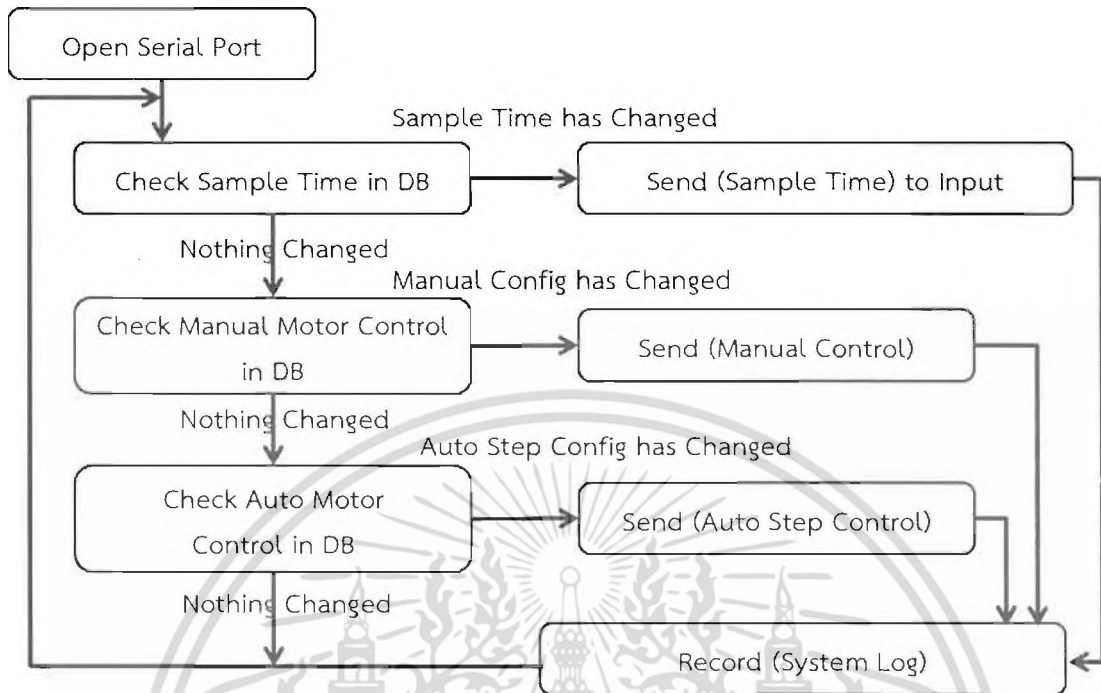 Open Serial Port
Sample Time has Changed
Check Sample Time in DB
Send (Sample Time) to Input
Nothing Changed
Manual Config has Changed
Check Manual Motor Control
in DB
Send (Manual Control)
Nothing Changed
Auto Step Config has Changed
Check Auto Motor
Control in DB
Send (Auto Step Control)
Nothing Changed
Record (System Log)